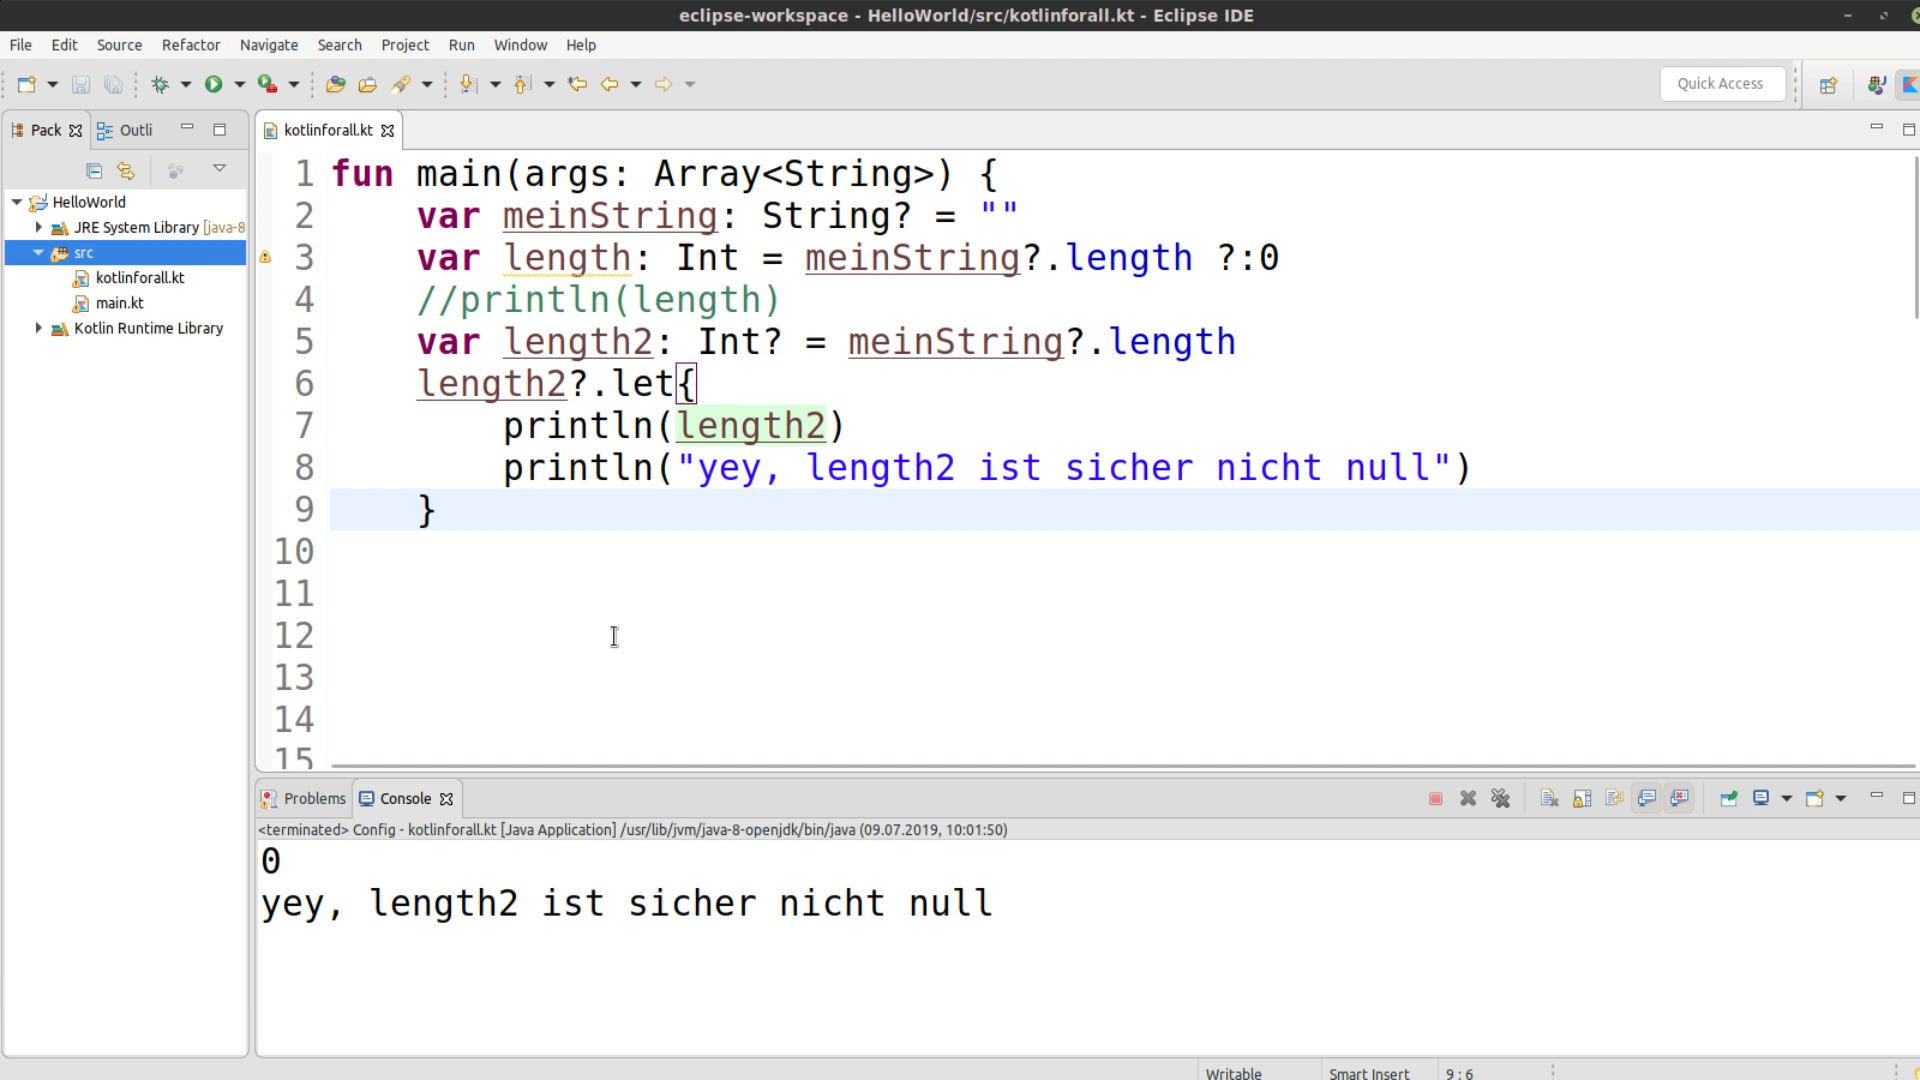 eclipse-workspace - HelloWorld/src/kotlinforall.kt - Eclipse IDE
File Edit Source Refactor Navigate Search Project Run Window Help
Quick Access
Pack Outli
kotlinforall.kt
HelloWorld
JRE System Library [java-8
src
kotlinforall.kt
main.kt
Kotlin Runtime Library
1 fun main(args: Array<String>) {
2 var meinString: String? = ""
3 var length: Int = meinString?.length ?:0
4 //println(length)
5 var length2: Int? = meinString?.length
6 length2?.let{
7 println(length2)
8 println("yey, length2 ist sicher nicht null")
9 }
10
11
12
13
14
15
Problems Console
<terminated> Config - kotlinforall.kt [Java Application] /usr/lib/jvm/java-8-openjdk/bin/java (09.07.2019, 10:01:50)
0
yey, length2 ist sicher nicht null
Writable Smart Insert 9 : 6